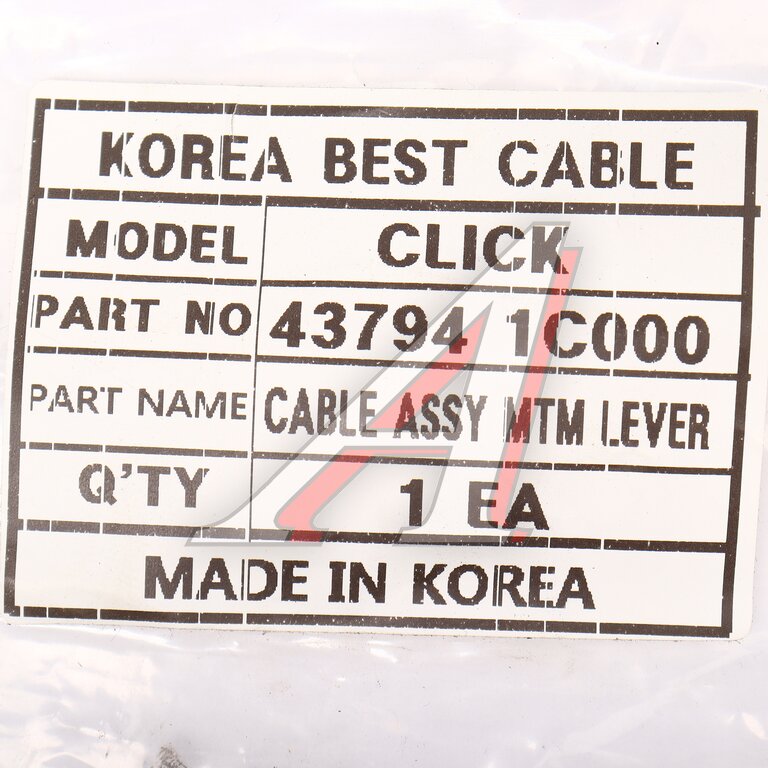 KOREA BEST CABLE
MODEL CLICK
PART NO 43794 1C000
PART NAME CABLE ASSY MTM LEVER
Q'TY 1 EA
MADE IN KOREA